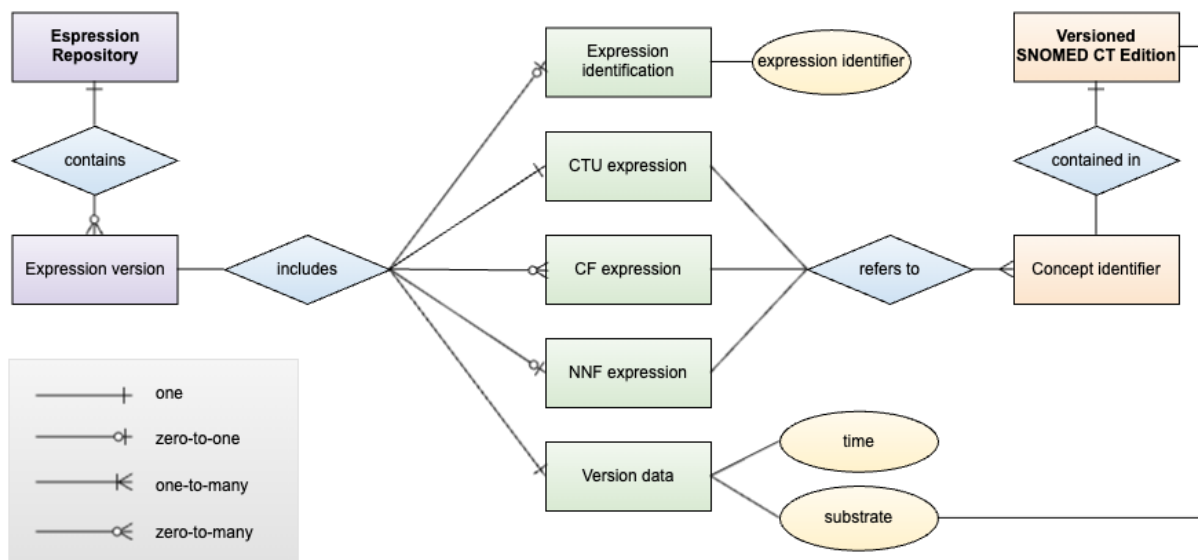 Espression
Repository
contains
Expression version
includes
Expression
identification
expression identifier
CTU expression
CF expression
NNF expression
Version data
time
substrate
refers to
Versioned
SNOMED CT Edition
contained in
Concept identifier
one
zero-to-one
one-to-many
zero-to-many